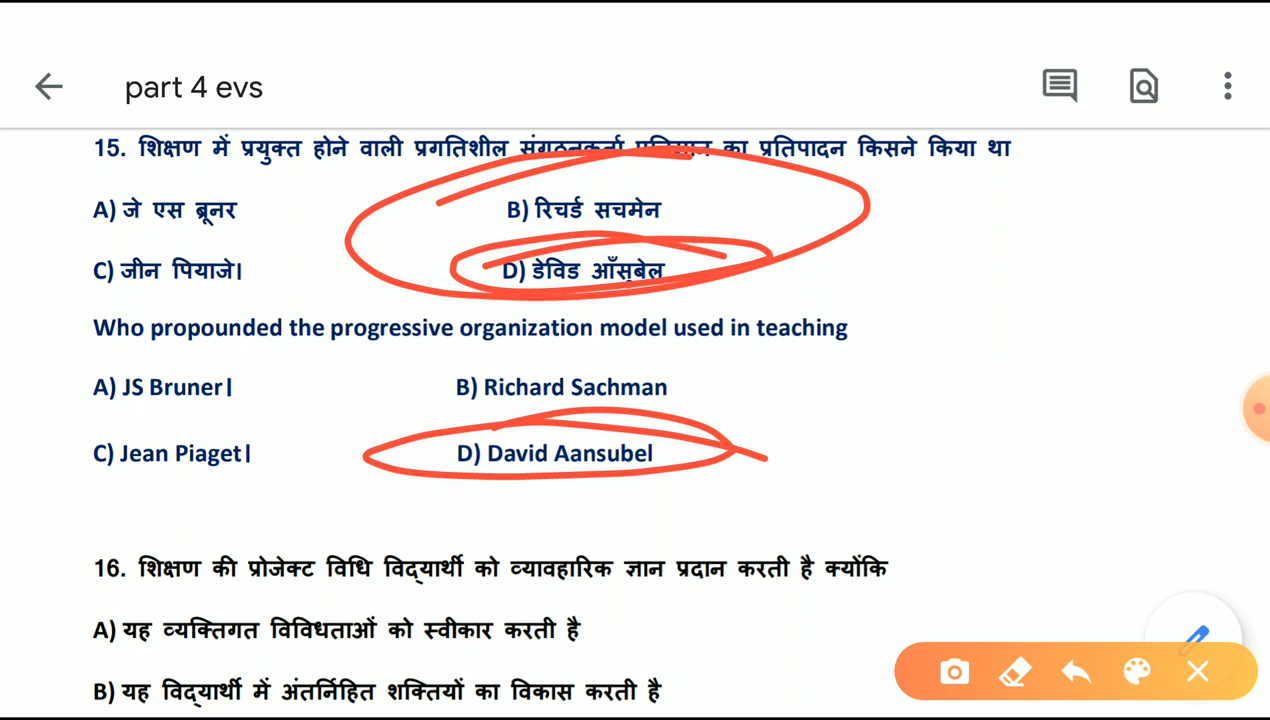 part 4 evs
15. शिक्षण में प्रयुक्त होने वाली प्रगतिशील संगठनकर्ता प्रतिमान का प्रतिपादन किसने किया था
A) जे एस ब्रूनर B) रिचर्ड सचमेन
C) जीन पियाजे। D) डेविड आँसुबेल
Who propounded the progressive organization model used in teaching
A) JS Bruner। B) Richard Sachman
C) Jean Piaget। D) David Aansubel
16. शिक्षण की प्रोजेक्ट विधि विद्यार्थी को व्यावहारिक ज्ञान प्रदान करती है क्योंकि
A) यह व्यक्तिगत विविधताओं को स्वीकार करती है
B) यह विद्यार्थी में अंतर्निहित शक्तियों का विकास करती है